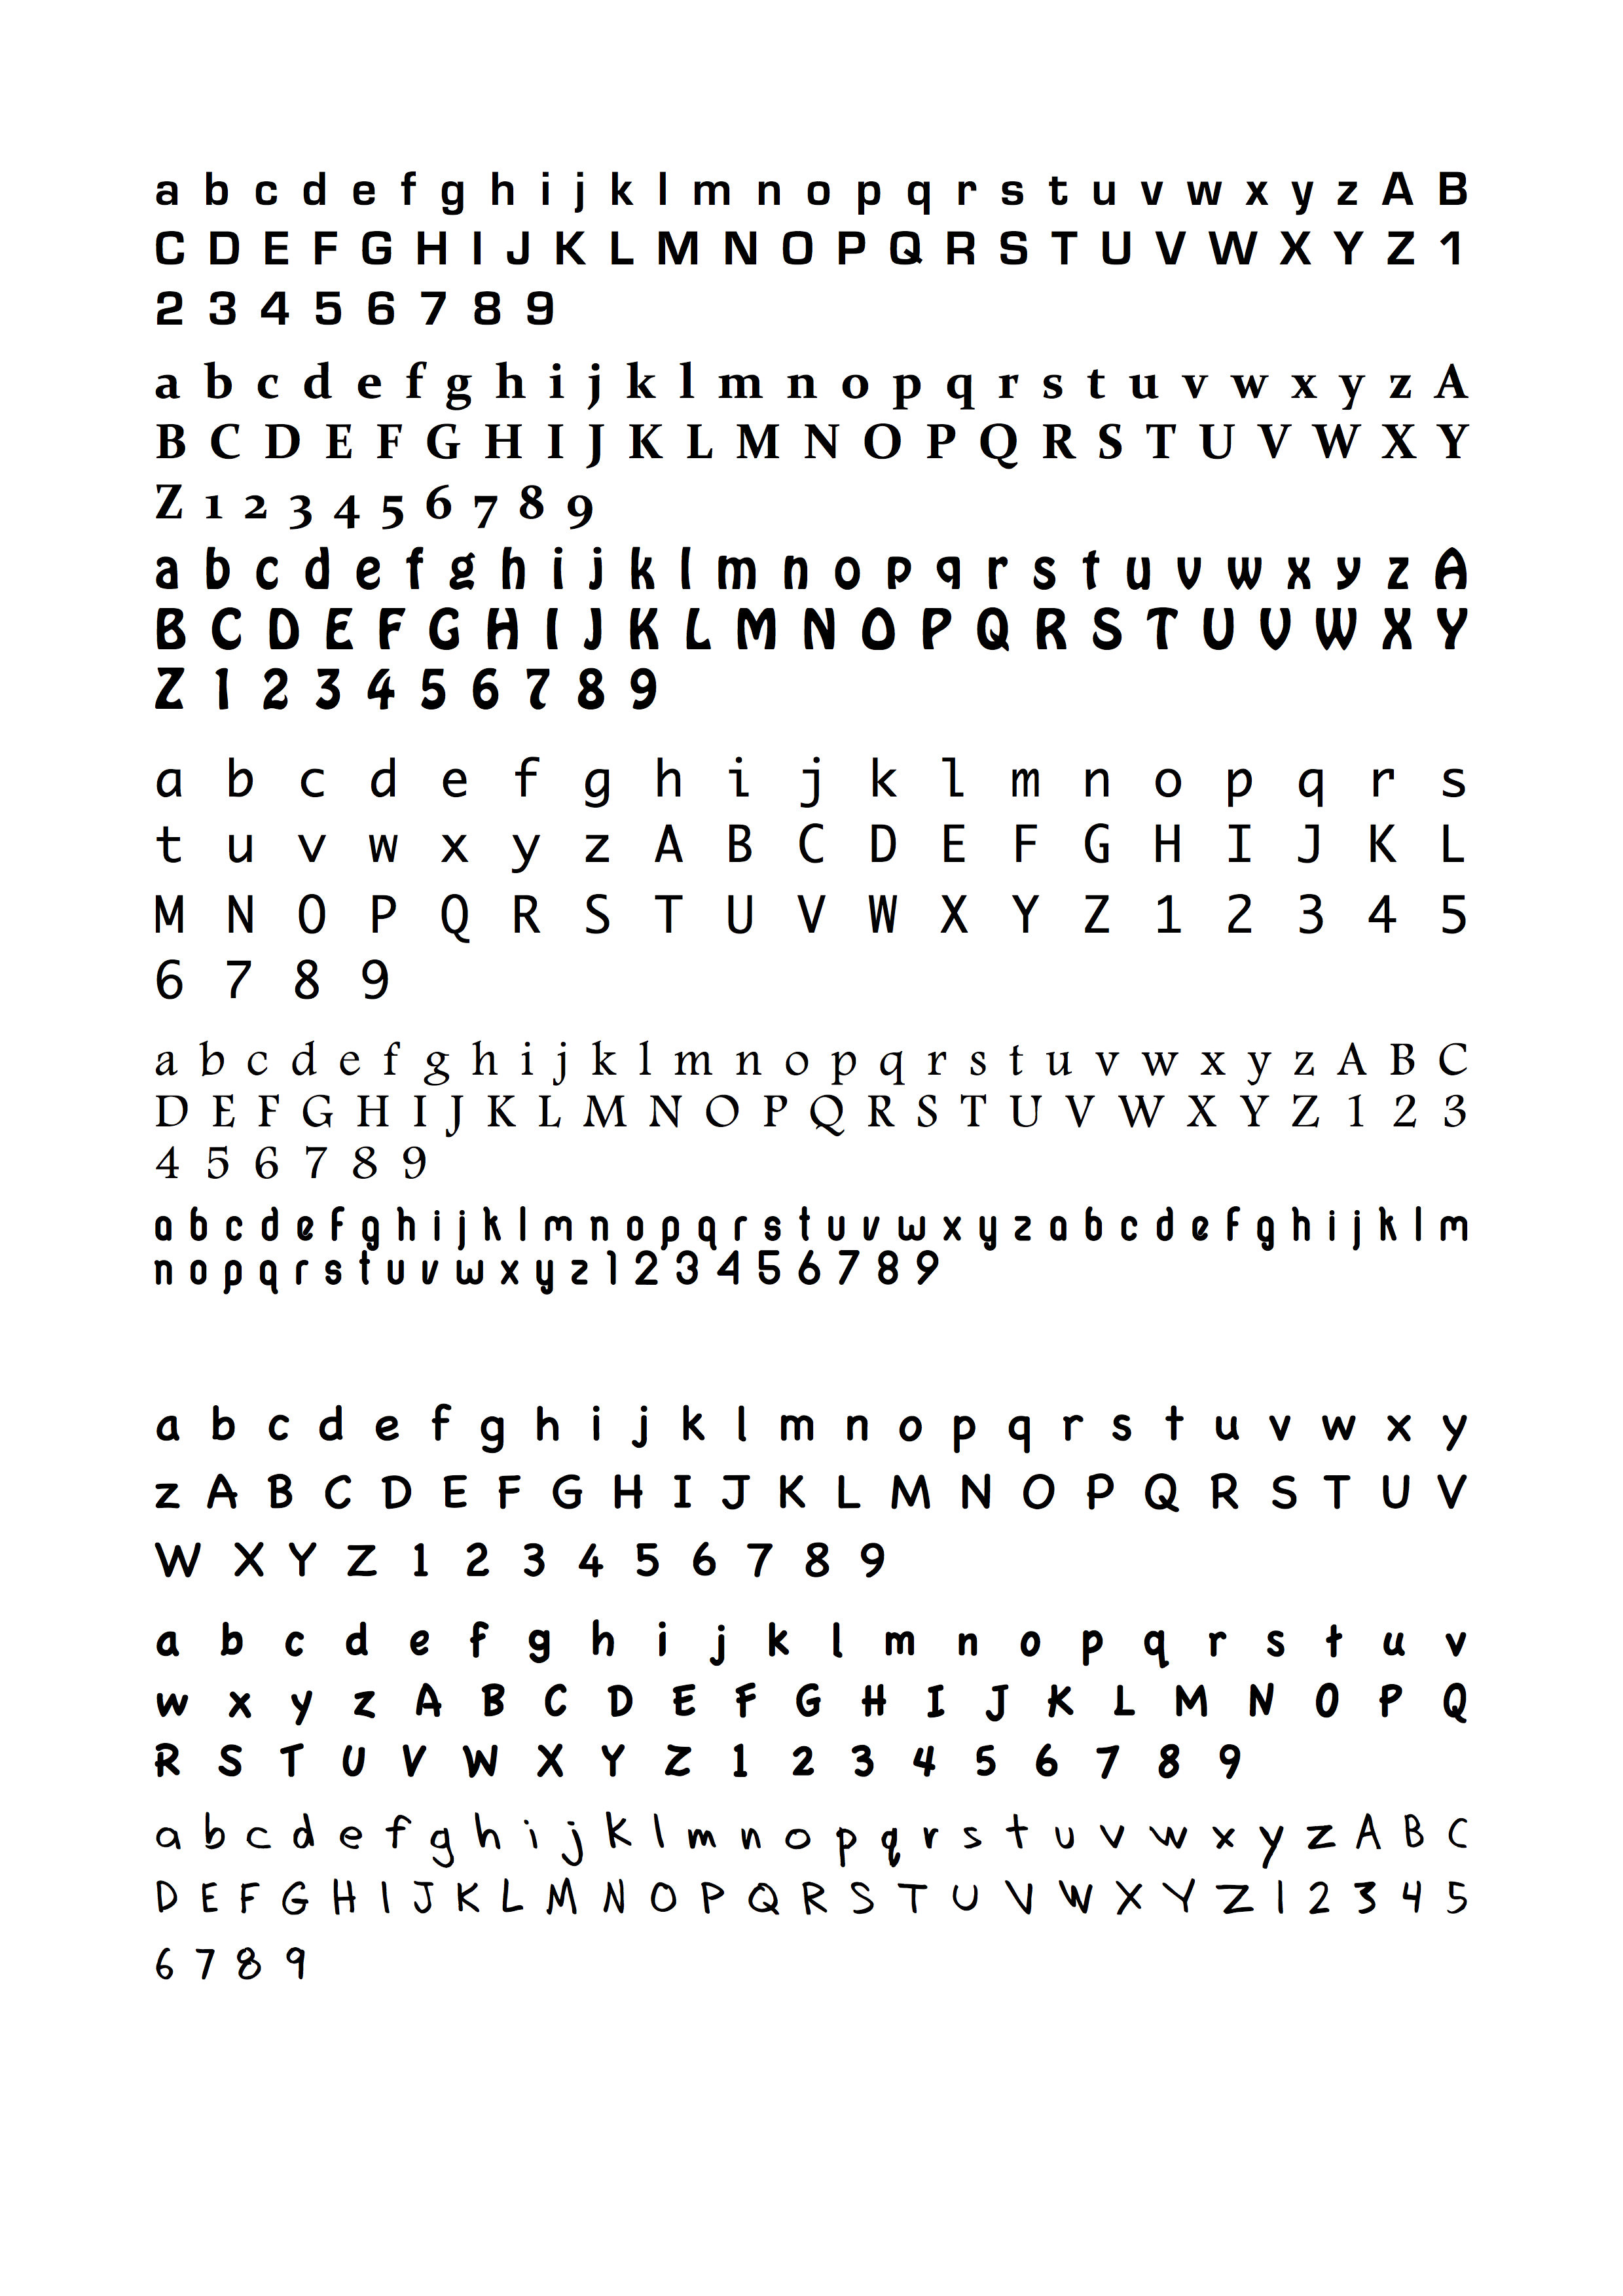 a b c d e f g h i j k l m n o p q r s t u v w x y z A B
C D E F G H I J K L M N O P Q R S T U V W X Y Z 1
2 3 4 5 6 7 8 9
a b c d e f g h i j k l m n o p q r s t u v w x y z A
B C D E F G H I J K L M N O P Q R S T U V W X Y
Z 1 2 3 4 5 6 7 8 9
a b c d e f g h i j k l m n o p q r s t u v w x y z A
B C D E F G H I J K L M N O P Q R S T U V W X Y
Z 1 2 3 4 5 6 7 8 9
a b c d e f g h i j k l m n o p q r s
t u v w x y z A B C D E F G H I J K L
M N O P Q R S T U V W X Y Z 1 2 3 4 5
6 7 8 9
a b c d e f g h i j k l m n o p q r s t u v w x y z A B C
D E F G H I J K L M N O P Q R S T U V W X Y Z 1 2 3
4 5 6 7 8 9
a b c d e f g h i j k l m n o p q r s t u v w x y z a b c d e f g h i j k l m
n o p q r s t u v w x y z 1 2 3 4 5 6 7 8 9
a b c d e f g h i j k l m n o p q r s t u v w x y
z A B C D E F G H I J K L M N O P Q R S T U V
W X Y Z 1 2 3 4 5 6 7 8 9
a b c d e f g h i j k l m n o p q r s t u v
w x y z A B C D E F G H I J K L M N O P Q
R S T U V W X Y Z 1 2 3 4 5 6 7 8 9
a b c d e f g h i j k l m n o p q r s t u v w x y z A B C
D E F G H I J K L M N O P Q R S T U V W X Y Z 1 2 3 4 5
6 7 8 9